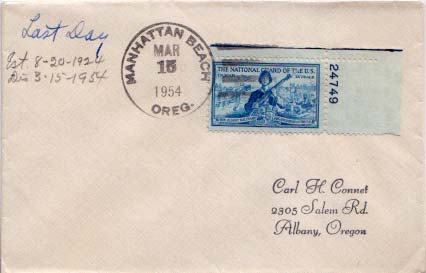 Last Day
Est. 8-20-1924
Dis 3-15-1954
MANHATTAN BEACH
MAR
15
1954
OREG.
THE NATIONAL GUARD OF THE U.S.
24749
Carl H. Connet
2305 Salem Rd.
Albany, Oregon